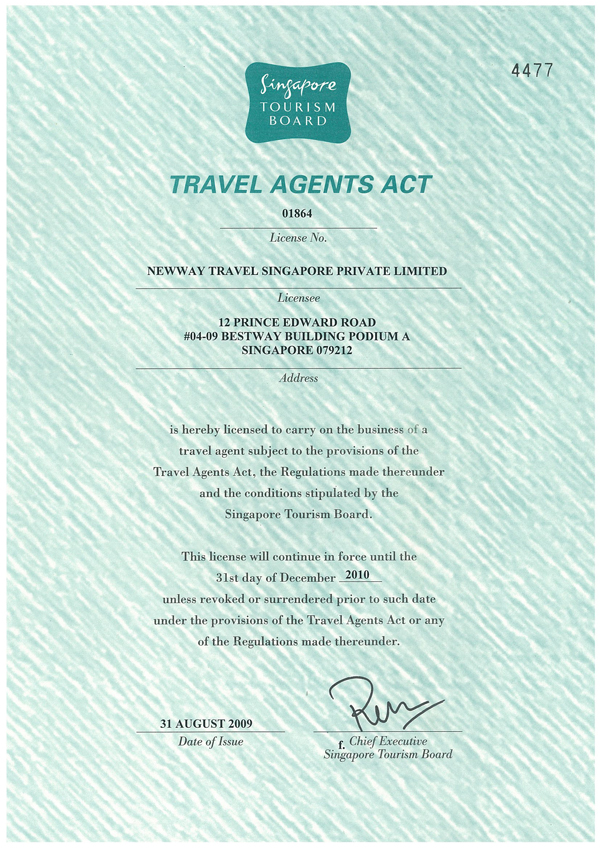 4477
Singapore
TOURISM
BOARD
TRAVEL AGENTS ACT
01864
License No.
NEWWAY TRAVEL SINGAPORE PRIVATE LIMITED
Licensee
12 PRINCE EDWARD ROAD
#04-09 BESTWAY BUILDING PODIUM A
SINGAPORE 079212
Address
is hereby licensed to carry on the business of a
travel agent subject to the provisions of the
Travel Agents Act, the Regulations made thereunder
and the conditions stipulated by the
Singapore Tourism Board.
This license will continue in force until the
31st day of December 2010
unless revoked or surrendered prior to such date
under the provisions of the Travel Agents Act or any
of the Regulations made thereunder.
31 AUGUST 2009
Date of Issue
f. Chief Executive
Singapore Tourism Board